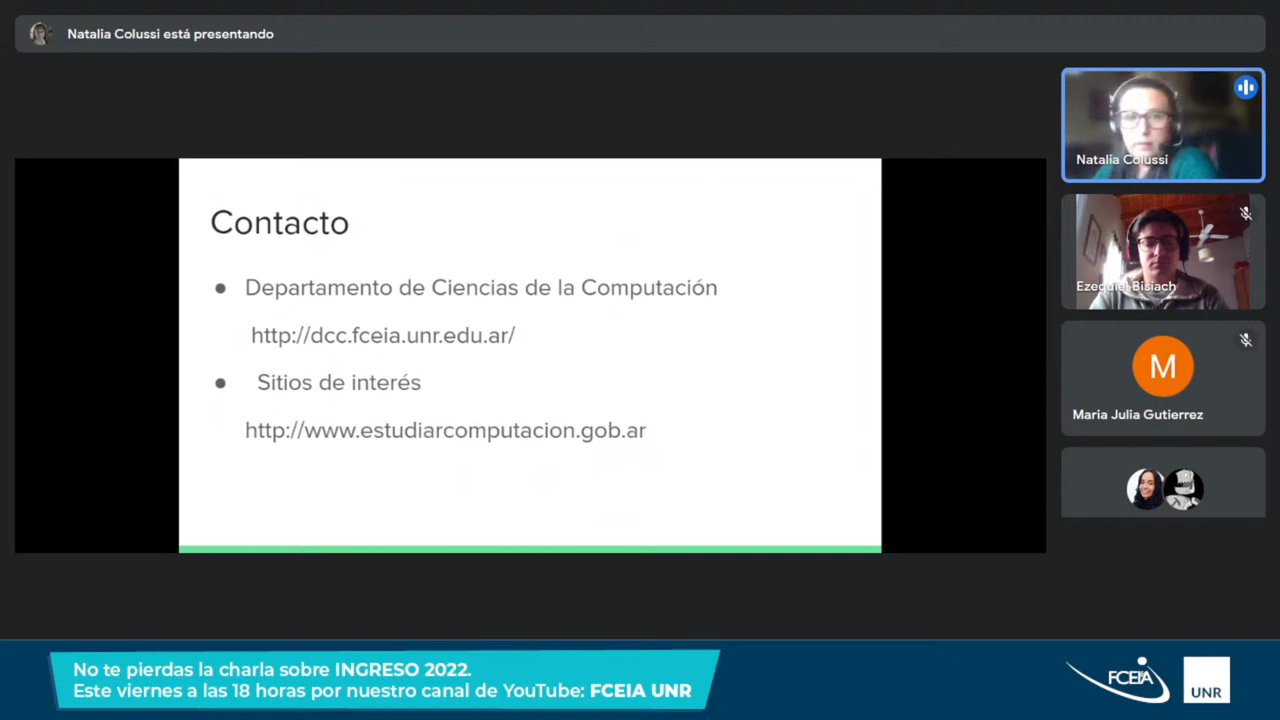 Natalia Colussi está presentando
Natalia Colussi
Contacto
● Departamento de Ciencias de la Computación
http://dcc.fceia.unr.edu.ar/
● Sitios de interés
http://www.estudiarcomputacion.gob.ar
Ezequiel Bisiach
M
Maria Julia Gutierrez
No te pierdas la charla sobre INGRESO 2022.
Este viernes a las 18 horas por nuestro canal de YouTube: FCEIA UNR
FCEIA
UNR